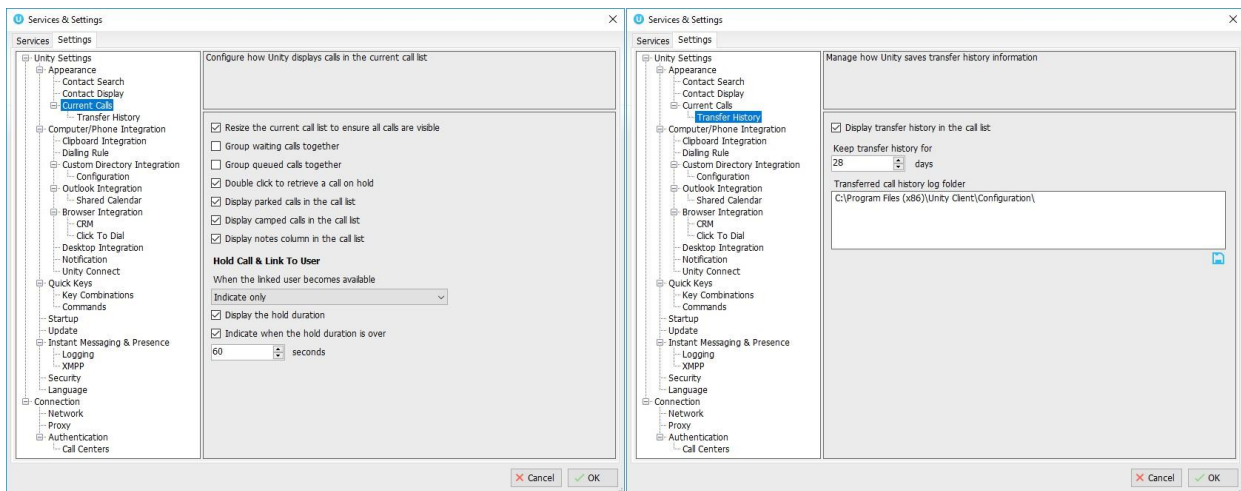 Services & Settings
Services Settings
Unity Settings
Appearance
Contact Search
Contact Display
Current Calls
Transfer History
Computer/Phone Integration
Clipboard Integration
Dialling Rule
Custom Directory Integration
Configuration
Outlook Integration
Shared Calendar
Browser Integration
CRM
Click To Dial
Desktop Integration
Notification
Unity Connect
Quick Keys
Key Combinations
Commands
Startup
Update
Instant Messaging & Presence
Logging
XMPP
Security
Language
Connection
Network
Proxy
Authentication
Call Centers
Configure how Unity displays calls in the current call list
Resize the current call list to ensure all calls are visible
Group waiting calls together
Group queued calls together
Double click to retrieve a call on hold
Display parked calls in the call list
Display camped calls in the call list
Display notes column in the call list
Hold Call & Link To User
When the linked user becomes available
Indicate only
Display the hold duration
Indicate when the hold duration is over
60 seconds
Cancel OK
Services & Settings
Services Settings
Unity Settings
Appearance
Contact Search
Contact Display
Current Calls
Transfer History
Computer/Phone Integration
Clipboard Integration
Dialling Rule
Custom Directory Integration
Configuration
Outlook Integration
Shared Calendar
Browser Integration
CRM
Click To Dial
Desktop Integration
Notification
Unity Connect
Quick Keys
Key Combinations
Commands
Startup
Update
Instant Messaging & Presence
Logging
XMPP
Security
Language
Connection
Network
Proxy
Authentication
Call Centers
Manage how Unity saves transfer history information
Display transfer history in the call list
Keep transfer history for
28 days
Transferred call history log folder
C:\Program Files (x86)\Unity Client\Configuration\
Cancel OK